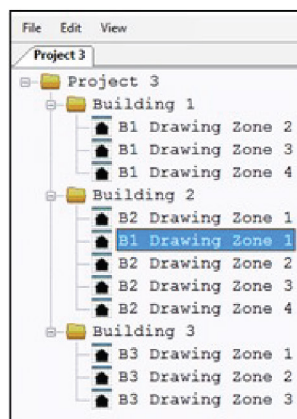 File Edit View
Project 3
Project 3
Building 1
B1 Drawing Zone 2
B1 Drawing Zone 3
B1 Drawing Zone 4
Building 2
B2 Drawing Zone 1
B1 Drawing Zone 1
B2 Drawing Zone 2
B2 Drawing Zone 3
B2 Drawing Zone 4
Building 3
B3 Drawing Zone 1
B3 Drawing Zone 2
B3 Drawing Zone 3